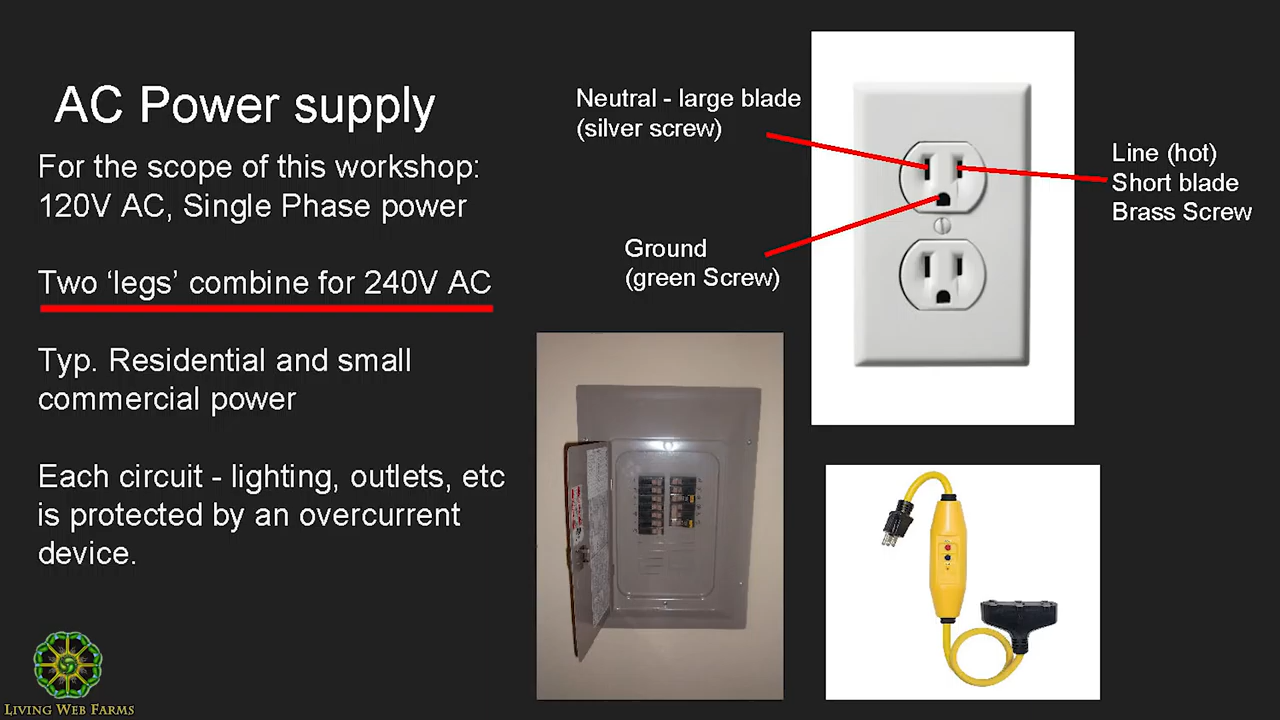 AC Power supply
For the scope of this workshop:
120V AC, Single Phase power
Two ‘legs’ combine for 240V AC
Typ. Residential and small
commercial power
Each circuit - lighting, outlets, etc
is protected by an overcurrent
device.
Neutral - large blade
(silver screw)
Line (hot)
Short blade
Brass Screw
Ground
(green Screw)
LIVING WEB FARMS